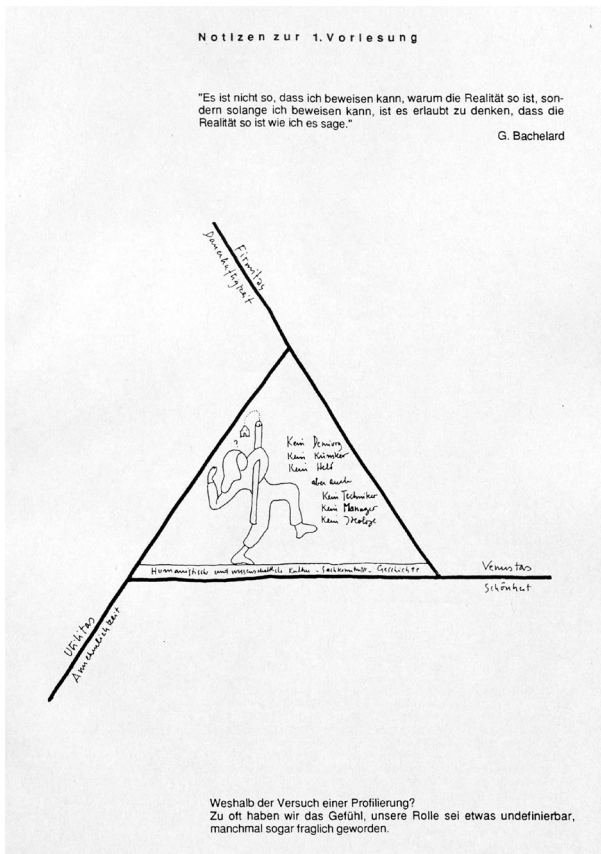 Notizen zur 1.Vorlesung
"Es ist nicht so, dass ich beweisen kann, warum die Realität so ist, son-
dern solange ich beweisen kann, ist es erlaubt zu denken, dass die
Realität so ist wie ich es sage."
G. Bachelard
Firmitas
Dauerhaftigkeit
?
Kein Demiurg
Kein Künstler
Kein Held
aber auch
Kein Techniker
Kein Manager
Kein Ideologe
Humanistische und wissenschaftliche Kultur - Sachkenntnis - Geschichte
Venustas
Schönheit
Utilitas
Annehmlichkeit
Weshalb der Versuch einer Profilierung?
Zu oft haben wir das Gefühl, unsere Rolle sei etwas undefinierbar,
manchmal sogar fraglich geworden.